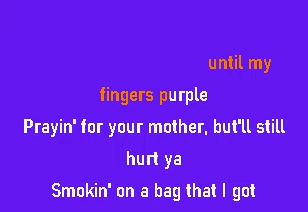 until my
fingers purple
Prayin' for your mother, but'll still
hurt ya
Smokin' on a bag that I got